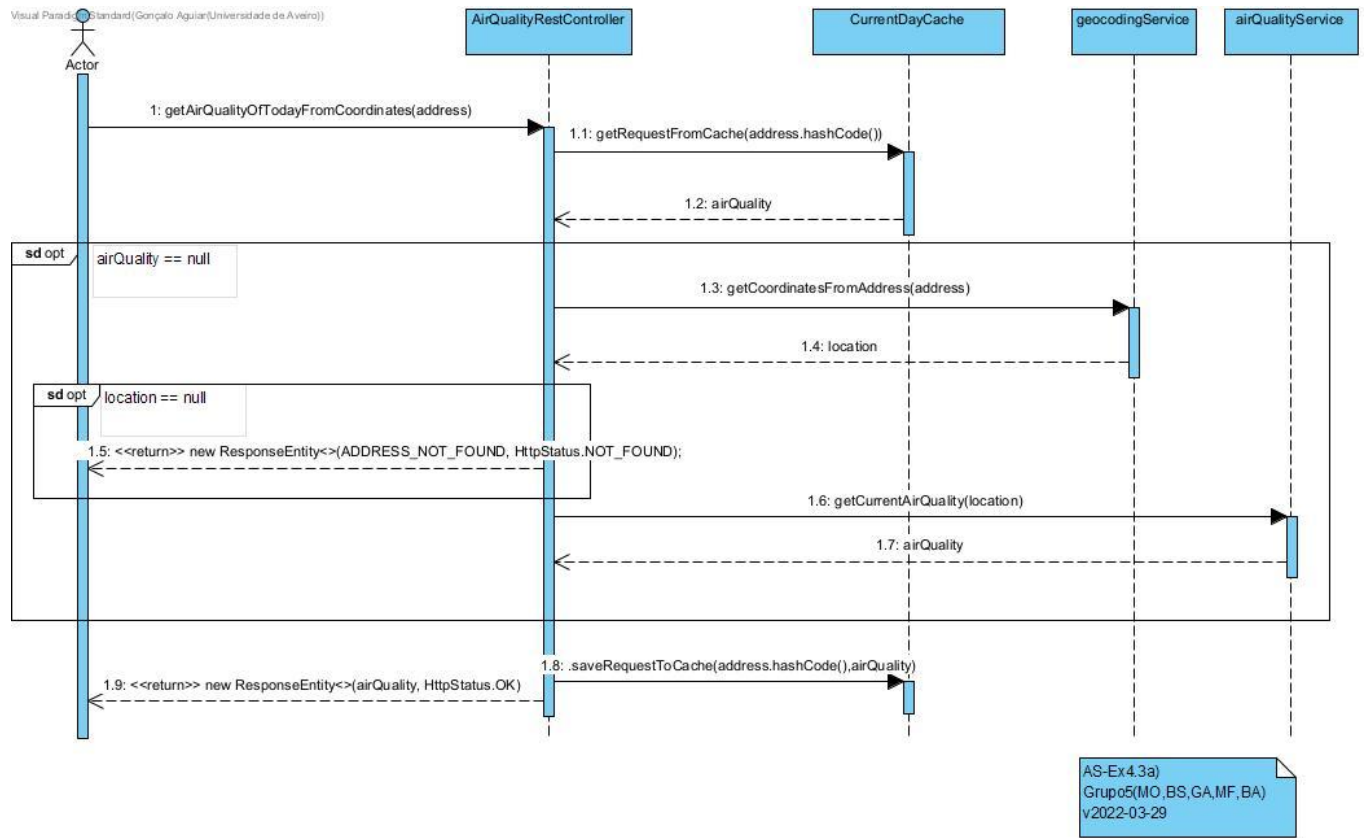 Visual Paradigm Standard(Gonçalo Aguiar(Universidade de Aveiro))
Actor
AirQualityRestController
CurrentDayCache
geocodingService
airQualityService
1: getAirQualityOfTodayFromCoordinates(address)
1.1: getRequestFromCache(address.hashCode())
1.2: airQuality
sd opt
airQuality == null
1.3: getCoordinatesFromAddress(address)
1.4: location
sd opt
location == null
1.5: <<return>> new ResponseEntity<>(ADDRESS_NOT_FOUND, HttpStatus.NOT_FOUND);
1.6: getCurrentAirQuality(location)
1.7: airQuality
1.8: .saveRequestToCache(address.hashCode(),airQuality)
1.9: <<return>> new ResponseEntity<>(airQuality, HttpStatus.OK)
AS-Ex4.3a)
Grupo5(MO,BS,GA,MF,BA)
v2022-03-29